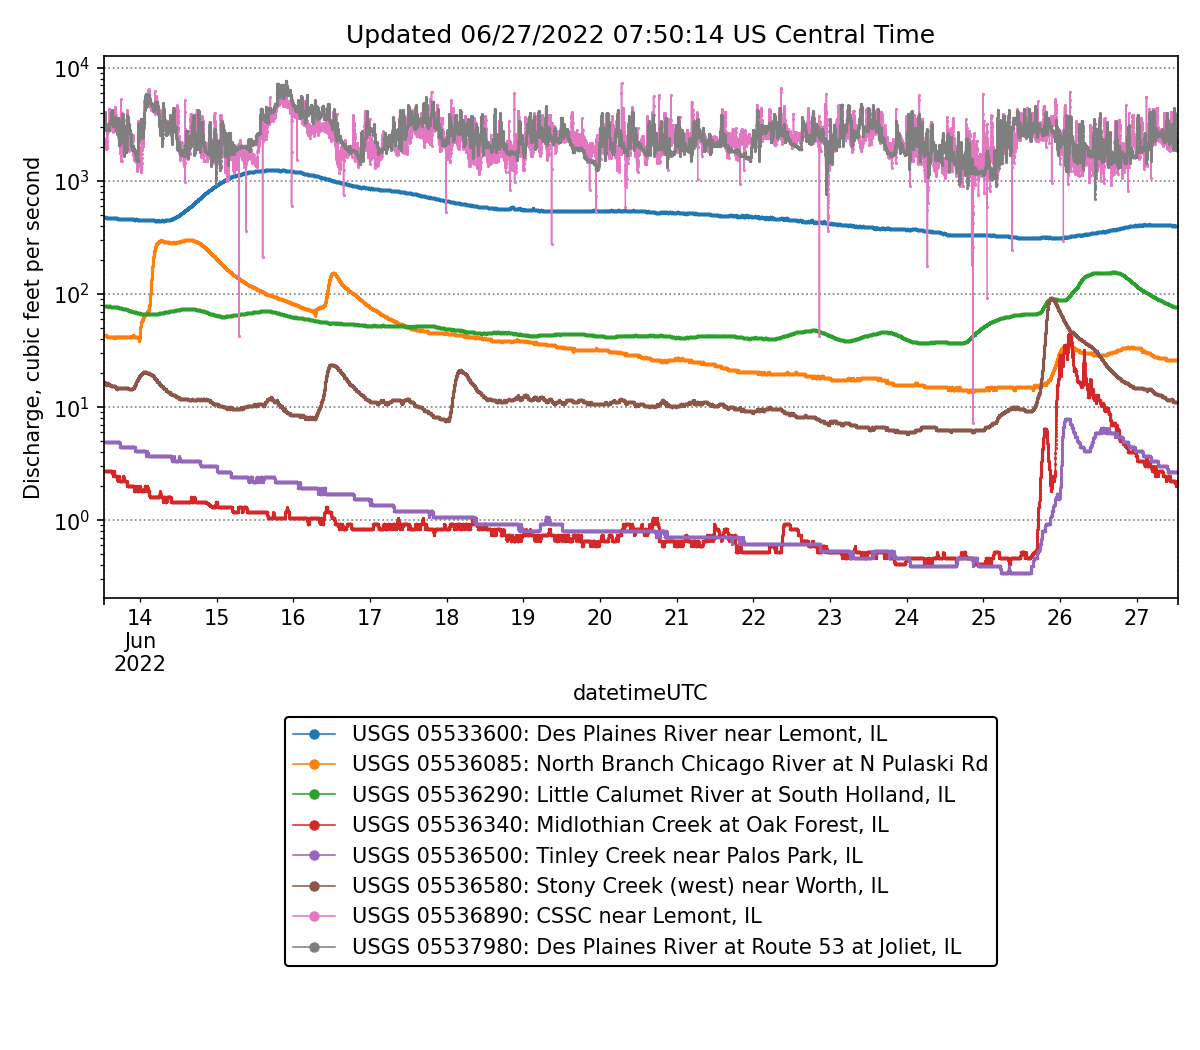 Updated 06/27/2022 07:50:14 US Central Time
Discharge, cubic feet per second
10^4
10^3
10^2
10^1
10^0
14 15 16 17 18 19 20 21 22 23 24 25 26 27
Jun
2022
datetimeUTC
USGS 05533600: Des Plaines River near Lemont, IL
USGS 05536085: North Branch Chicago River at N Pulaski Rd
USGS 05536290: Little Calumet River at South Holland, IL
USGS 05536340: Midlothian Creek at Oak Forest, IL
USGS 05536500: Tinley Creek near Palos Park, IL
USGS 05536580: Stony Creek (west) near Worth, IL
USGS 05536890: CSSC near Lemont, IL
USGS 05537980: Des Plaines River at Route 53 at Joliet, IL